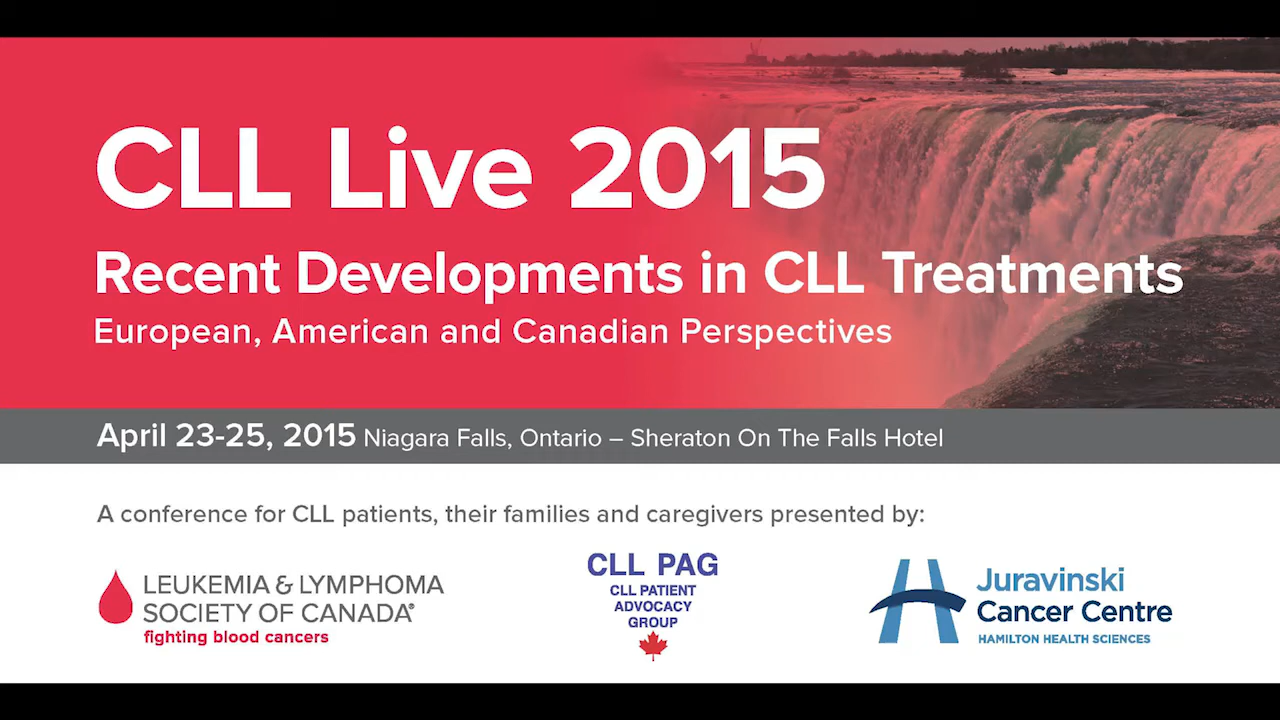 CLL Live 2015
Recent Developments in CLL Treatments
European, American and Canadian Perspectives
April 23-25, 2015 Niagara Falls, Ontario – Sheraton On The Falls Hotel
A conference for CLL patients, their families and caregivers presented by:
LEUKEMIA & LYMPHOMA
SOCIETY OF CANADA®
fighting blood cancers
CLL PAG
CLL PATIENT
ADVOCACY
GROUP
Juravinski
Cancer Centre
HAMILTON HEALTH SCIENCES